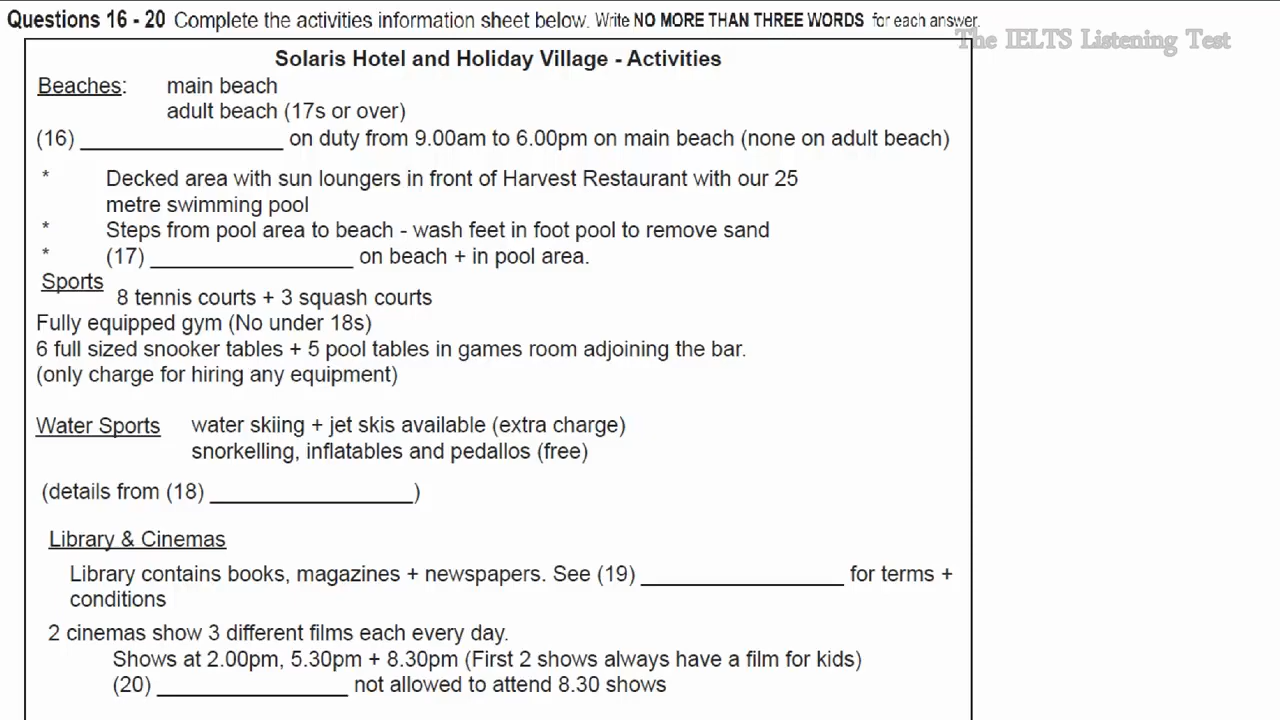 Questions 16 - 20 Complete the activities information sheet below. Write NO MORE THAN THREE WORDS for each answer.
The IELTS Listening Test
Solaris Hotel and Holiday Village - Activities
Beaches: main beach
adult beach (17s or over)
(16) ____________________ on duty from 9.00am to 6.00pm on main beach (none on adult beach)
* Decked area with sun loungers in front of Harvest Restaurant with our 25
metre swimming pool
* Steps from pool area to beach - wash feet in foot pool to remove sand
* (17) ____________________ on beach + in pool area.
Sports 8 tennis courts + 3 squash courts
Fully equipped gym (No under 18s)
6 full sized snooker tables + 5 pool tables in games room adjoining the bar.
(only charge for hiring any equipment)
Water Sports water skiing + jet skis available (extra charge)
snorkelling, inflatables and pedallos (free)
(details from (18) ____________________)
Library & Cinemas
Library contains books, magazines + newspapers. See (19) ____________________ for terms +
conditions
2 cinemas show 3 different films each every day.
Shows at 2.00pm, 5.30pm + 8.30pm (First 2 shows always have a film for kids)
(20) ___________________ not allowed to attend 8.30 shows